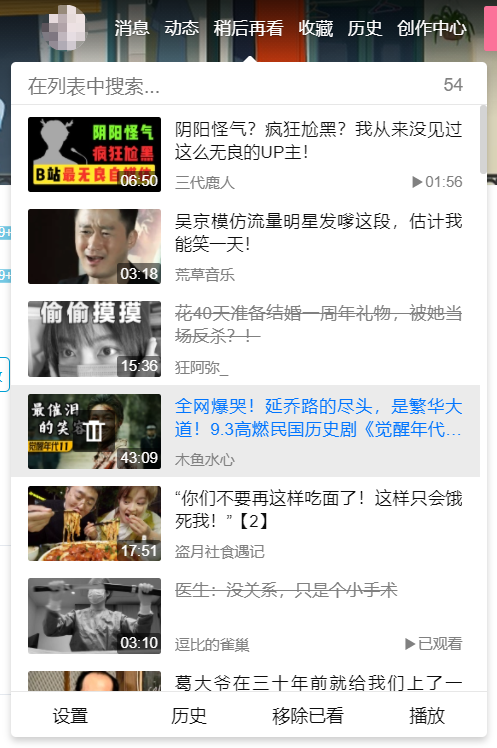 消息 动态 稍后再看 收藏 历史 创作中心
在列表中搜索... 54
阴阳怪气
疯狂尬黑
B站最无良自媒体
06:50
阴阳怪气？疯狂尬黑？我从来没见过
这么无良的UP主！
三代鹿人 01:56
03:18
吴京模仿流量明星发嗲这段，估计我
能笑一天！
荒草音乐
偷偷摸摸
15:36
花40天准备结婚一周年礼物，被她当
场反杀？！
狂阿弥_
最催泪
的笑容
觉醒年代11
43:09
全网爆哭！延乔路的尽头，是繁华大
道！9.3高燃民国历史剧《觉醒年代...
木鱼水心
17:51
“你们不要再这样吃面了！这样只会饿
死我！”【2】
盗月社食遇记
03:10
医生：没关系，只是个小手术
逗比的雀巢 已观看
葛大爷在三十年前就给我们上了一
设置 历史 移除已看 播放
9+
9+